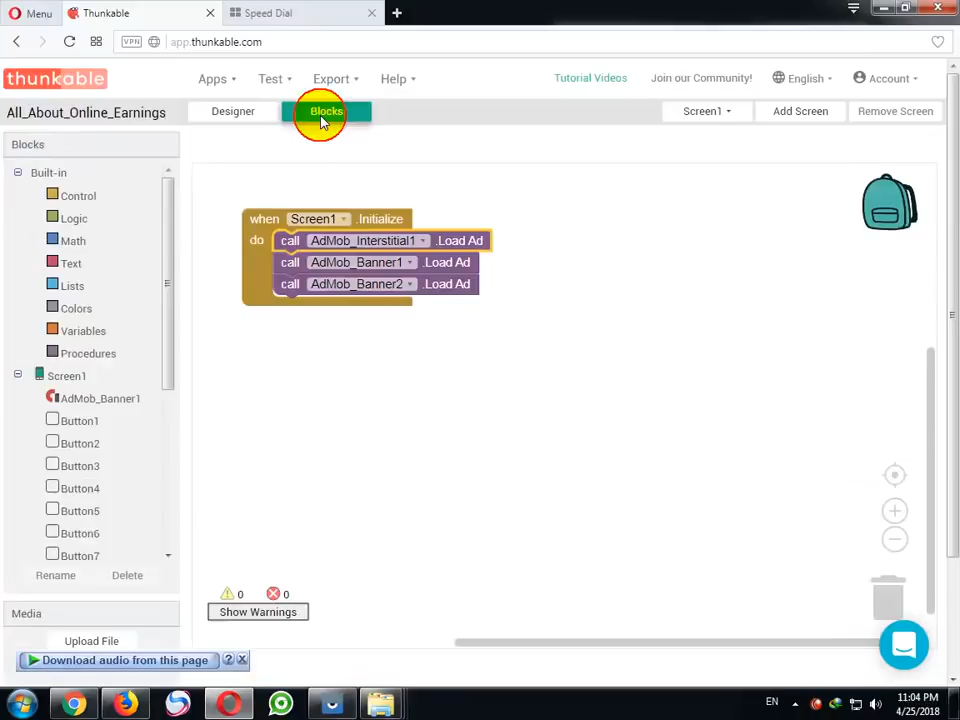 Menu
Thunkable
Speed Dial
VPN
app.thunkable.com
thunkable
Apps
Test
Export
Help
Tutorial Videos
Join our Community!
English
Account
All_About_Online_Earnings
Designer
Blocks
Screen1
Add Screen
Remove Screen
Blocks
Built-in
Control
Logic
Math
Text
Lists
Colors
Variables
Procedures
Screen1
AdMob_Banner1
Button1
Button2
Button3
Button4
Button5
Button6
Button7
Rename
Delete
Media
Upload File
when Screen1 .Initialize
do call AdMob_Interstitial1 .Load Ad
call AdMob_Banner1 .Load Ad
call AdMob_Banner2 .Load Ad
0 0
Show Warnings
Download audio from this page ? X
EN
11:04 PM
4/25/2018